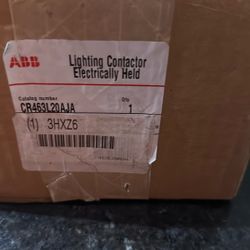 ABB
Lighting Contactor
Electrically Held
Catalog number
Qty
CR463L20AJA
1
(1) 3HXZ6